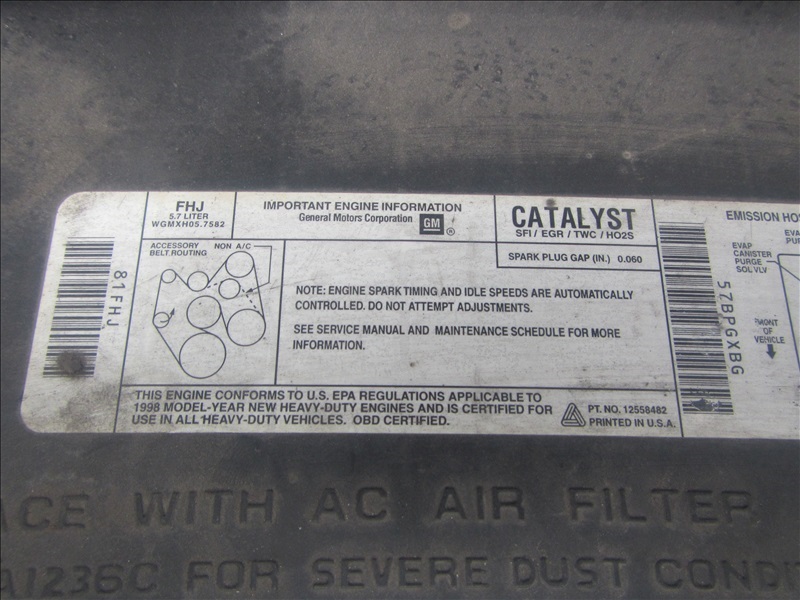 81FHJ
FHJ
5.7 LITER
WGMXH05.7582
IMPORTANT ENGINE INFORMATION
General Motors Corporation GM ®
CATALYST
SFI / EGR / TWC / HO2S
SPARK PLUG GAP (IN.) 0.060
ACCESSORY
BELT ROUTING
NON A/C
NOTE: ENGINE SPARK TIMING AND IDLE SPEEDS ARE AUTOMATICALLY
CONTROLLED. DO NOT ATTEMPT ADJUSTMENTS.
SEE SERVICE MANUAL AND MAINTENANCE SCHEDULE FOR MORE
INFORMATION.
THIS ENGINE CONFORMS TO U.S. EPA REGULATIONS APPLICABLE TO
1998 MODEL-YEAR NEW HEAVY-DUTY ENGINES AND IS CERTIFIED FOR
USE IN ALL HEAVY-DUTY VEHICLES. OBD CERTIFIED.
PT. NO. 12558482
PRINTED IN U.S.A.
57BPGXBG
EMISSION
EVAP
CANISTER
PURGE
SOL VLV
FRONT
OF
VEHICLE
WITH AC AIR FILTER
A1236C FOR SEVERE DUST